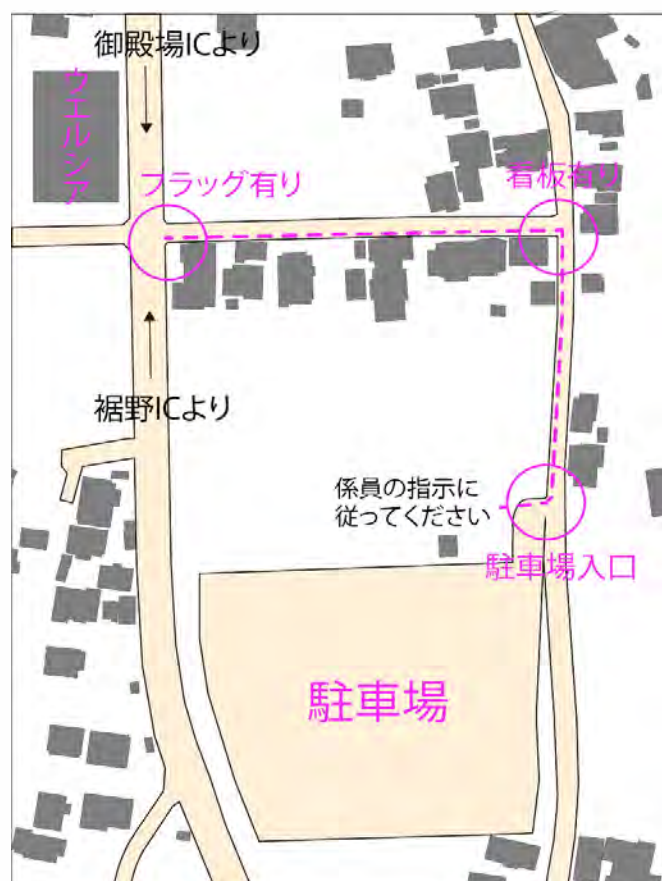 御殿場ICより
ウエルシア
フラッグ有り
看板有り
裾野ICより
係員の指示に
従ってください
駐車場入口
駐車場